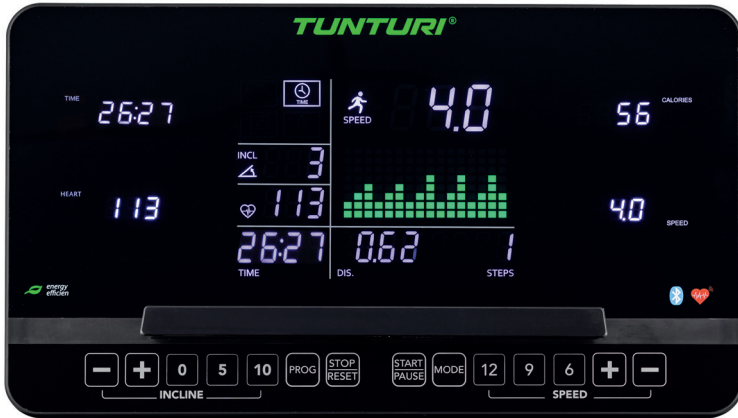 TUNTURI®
TIME 26:27
TIME
SPEED 4.0
56 CALORIES
INCL 3
HEART 113
113
4.0 SPEED
26:27 TIME
0.62 DIS.
1 STEPS
energy
efficien
0 5 10 PROG STOP RESET START PAUSE MODE 12 9 6
INCLINE SPEED